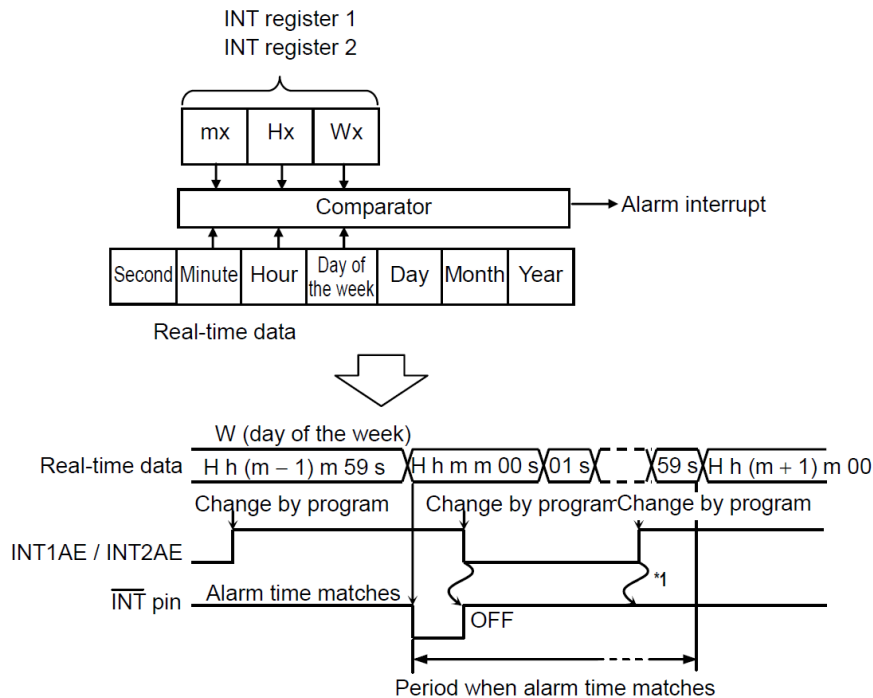 INT register 1
INT register 2
mx Hx Wx
Comparator
Alarm interrupt
Second Minute Hour Day of the week Day Month Year
Real-time data
W (day of the week)
Real-time data H h (m − 1) m 59 s H h m m 00 s 01 s 59 s H h (m + 1) m 00
Change by program Change by program Change by program
INT1AE / INT2AE
*1
INT pin Alarm time matches
OFF
Period when alarm time matches